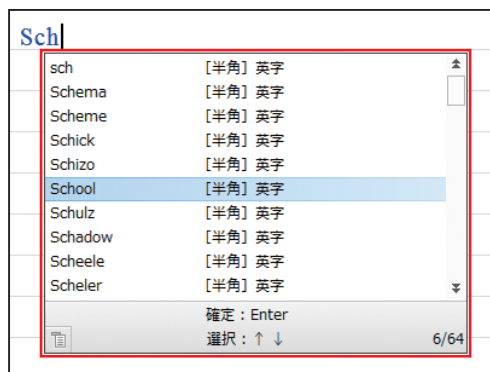 Sch
sch [半角] 英字
Schema [半角] 英字
Scheme [半角] 英字
Schick [半角] 英字
Schizo [半角] 英字
School [半角] 英字
Schulz [半角] 英字
Schadow [半角] 英字
Scheele [半角] 英字
Scheler [半角] 英字
確定：Enter
選択：↑ ↓ 6/64